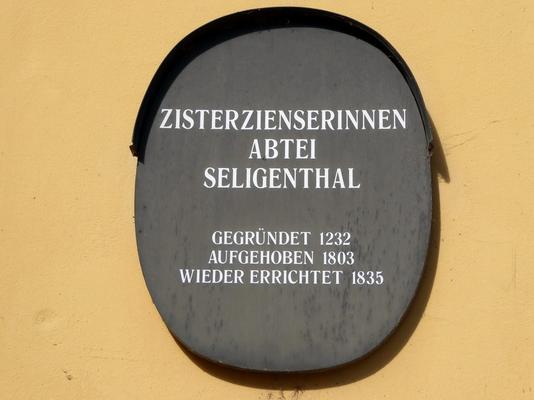 ZISTERZIENSERINNEN
ABTEI
SELIGENTHAL
GEGRÜNDET 1232
AUFGEHOBEN 1803
WIEDER ERRICHTET 1835